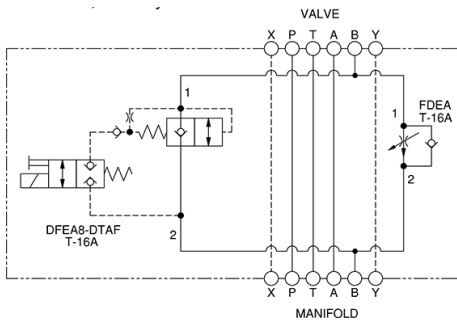 VALVE
X P T A B Y
1
1
FDEA
T-16A
2
DFEA8-DTAF
T-16A
2
X P T A B Y
MANIFOLD